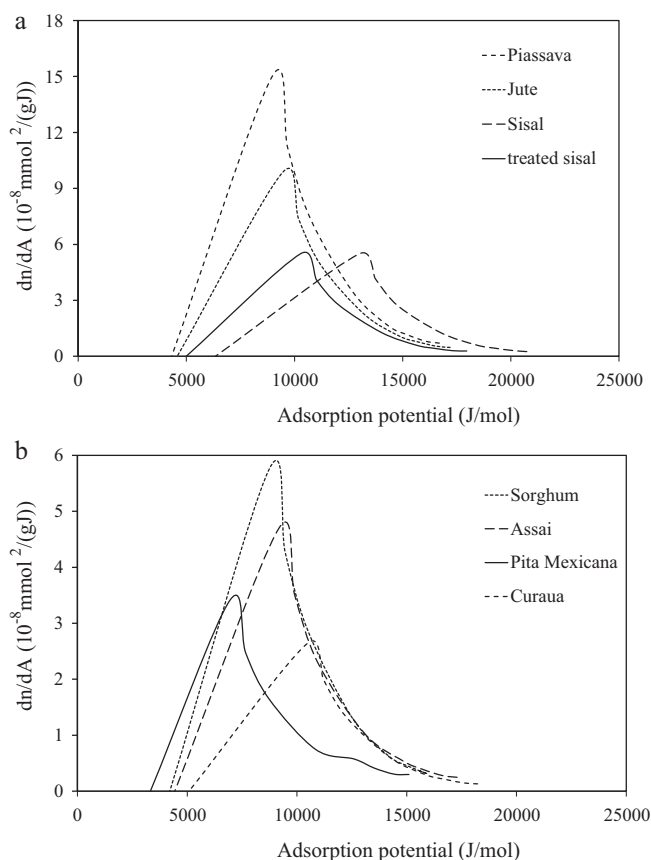 a
18
15
12
9
6
3
0
dn/dA (10⁻⁸mmol ²/(gJ))
Piassava
Jute
Sisal
treated sisal
0 5000 10000 15000 20000 25000
Adsorption potential (J/mol)
b
6
5
4
3
2
1
0
dn/dA (10⁻⁸mmol ²/(gJ))
Sorghum
Assai
Pita Mexicana
Curaua
0 5000 10000 15000 20000 25000
Adsorption potential (J/mol)